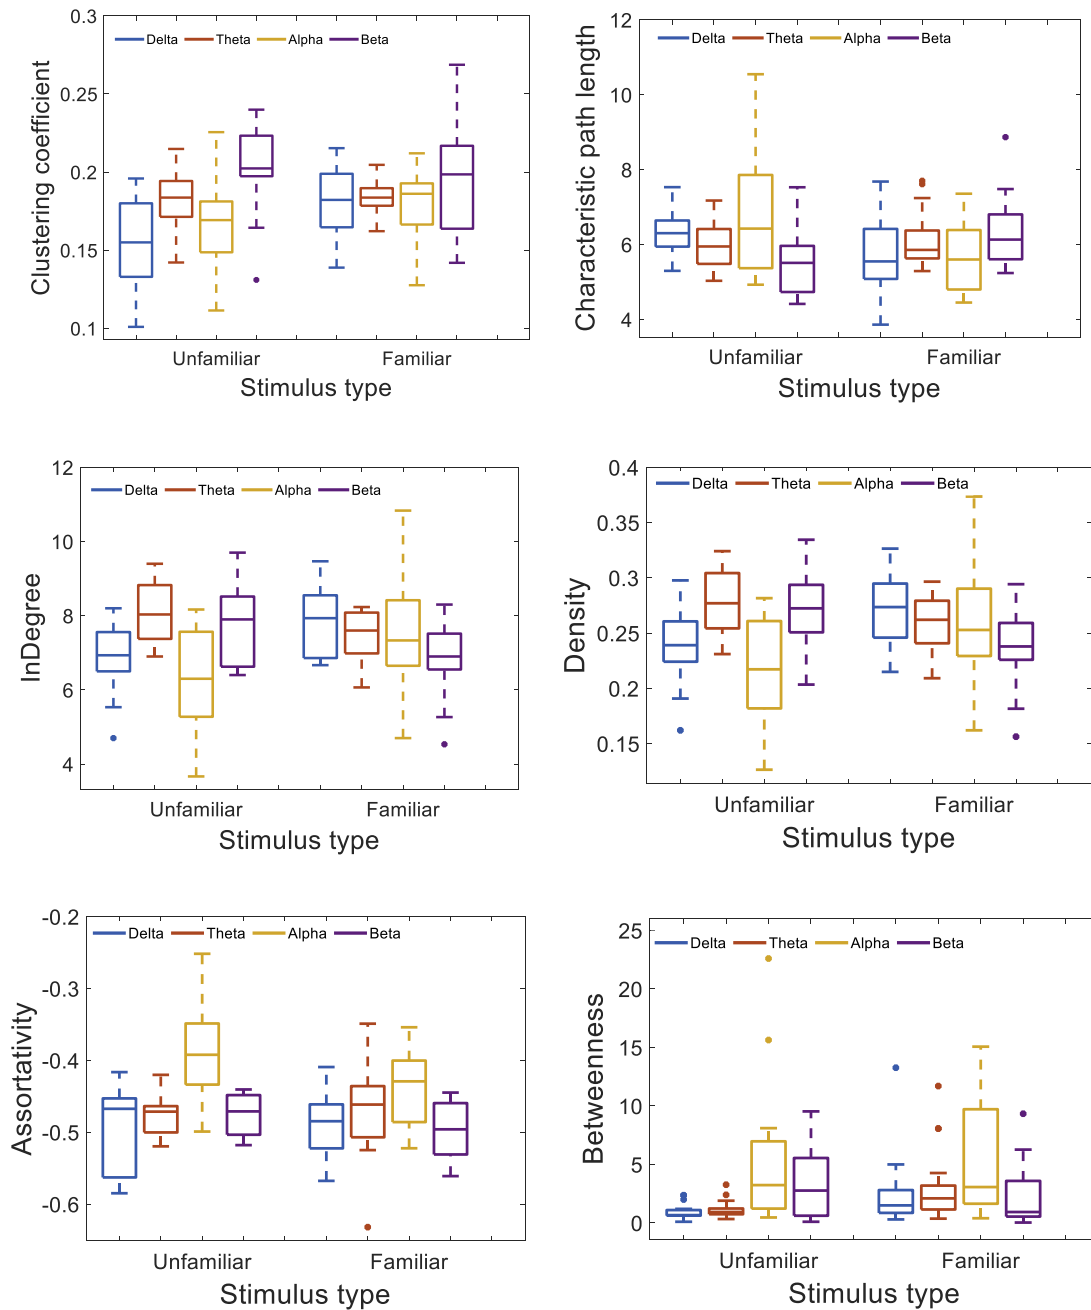 Clustering coefficient
0.3
0.25
0.2
0.15
0.1
Delta Theta Alpha Beta
Unfamiliar Familiar
Stimulus type
Characteristic path length
12
10
8
6
4
Delta Theta Alpha Beta
Unfamiliar Familiar
Stimulus type
InDegree
12
10
8
6
4
Delta Theta Alpha Beta
Unfamiliar Familiar
Stimulus type
Density
0.4
0.35
0.3
0.25
0.2
0.15
Delta Theta Alpha Beta
Unfamiliar Familiar
Stimulus type
Assortativity
-0.2
-0.3
-0.4
-0.5
-0.6
Delta Theta Alpha Beta
Unfamiliar Familiar
Stimulus type
Betweenness
25
20
15
10
5
0
Delta Theta Alpha Beta
Unfamiliar Familiar
Stimulus type